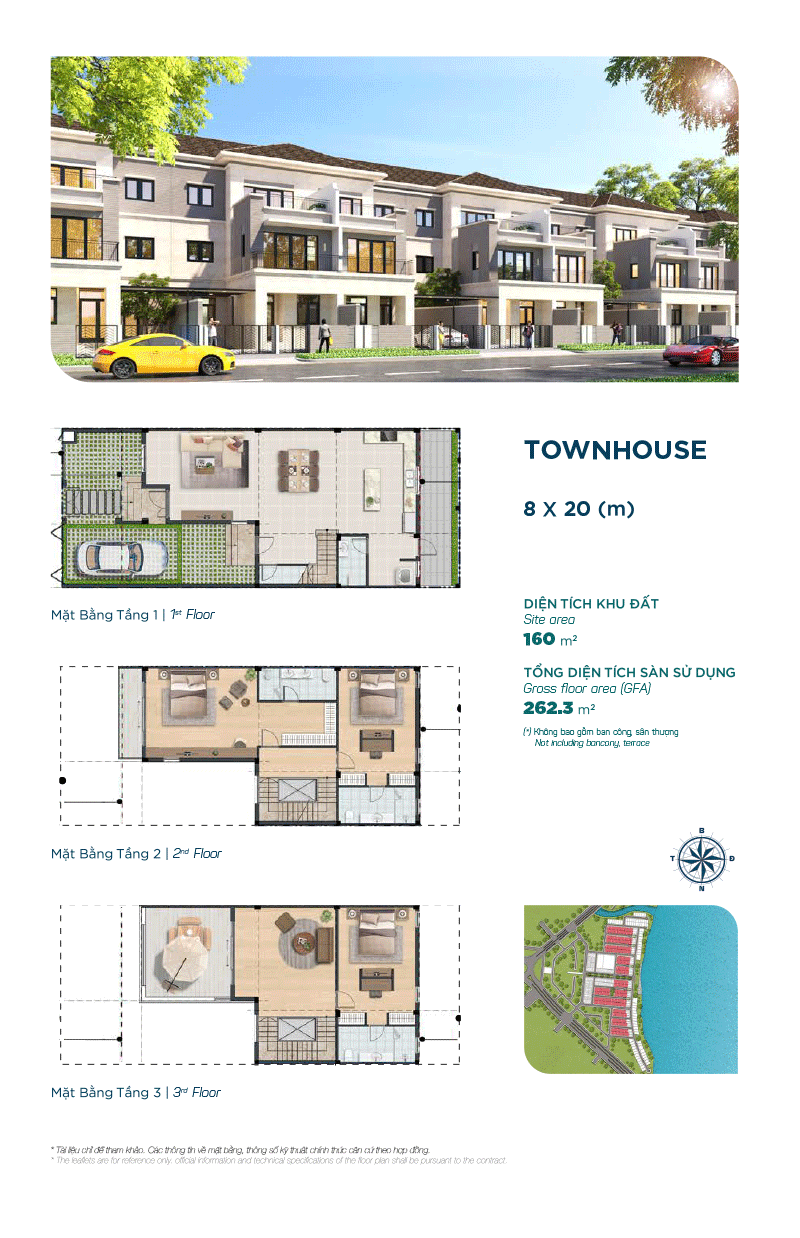 TOWNHOUSE
8 X 20 (m)
DIỆN TÍCH KHU ĐẤT
Site area
160 m²
TỔNG DIỆN TÍCH SÀN SỬ DỤNG
Gross floor area (GFA)
262.3 m²
(*) Không bao gồm ban công, sân thượng
Not including bancony, terrace
Mặt Bằng Tầng 1 | 1st Floor
Mặt Bằng Tầng 2 | 2nd Floor
B
T Đ
N
Mặt Bằng Tầng 3 | 3rd Floor
* Tài liệu chỉ để tham khảo. Các thông tin về mặt bằng, thông số kỹ thuật chính thức căn cứ theo hợp đồng.
* The leaflets are for reference only. official information and technical specifications of the floor plan shall be pursuant to the contract.